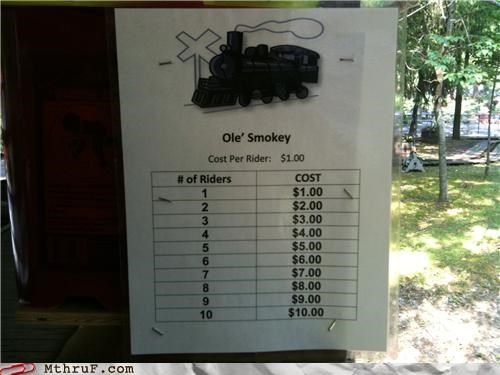 Ole' Smokey
Cost Per Rider: $1.00
# of Riders COST
1 $1.00
2 $2.00
3 $3.00
4 $4.00
5 $5.00
6 $6.00
7 $7.00
8 $8.00
9 $9.00
10 $10.00
MThruF.com